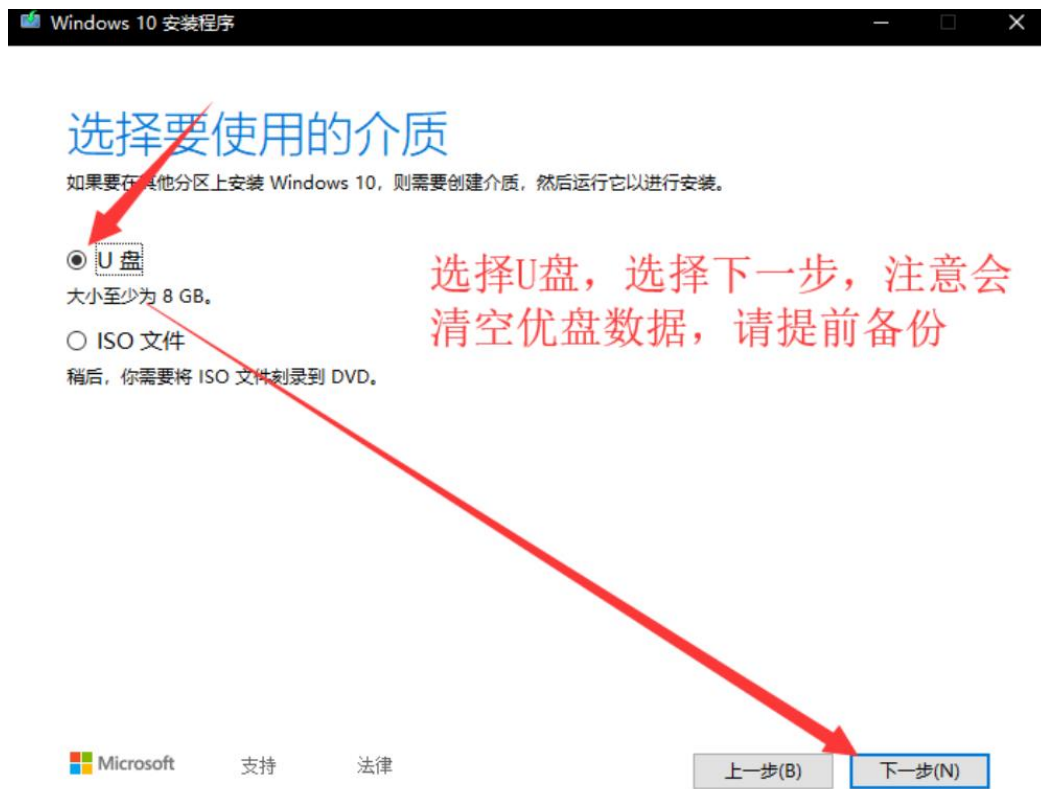 Windows 10 安装程序
选择要使用的介质
如果要在其他分区上安装 Windows 10，则需要创建介质，然后运行它以进行安装。
U 盘
大小至少为 8 GB。
选择U盘，选择下一步，注意会
清空优盘数据，请提前备份
ISO 文件
稍后，你需要将 ISO 文件刻录到 DVD。
Microsoft 支持 法律 上一步(B) 下一步(N)